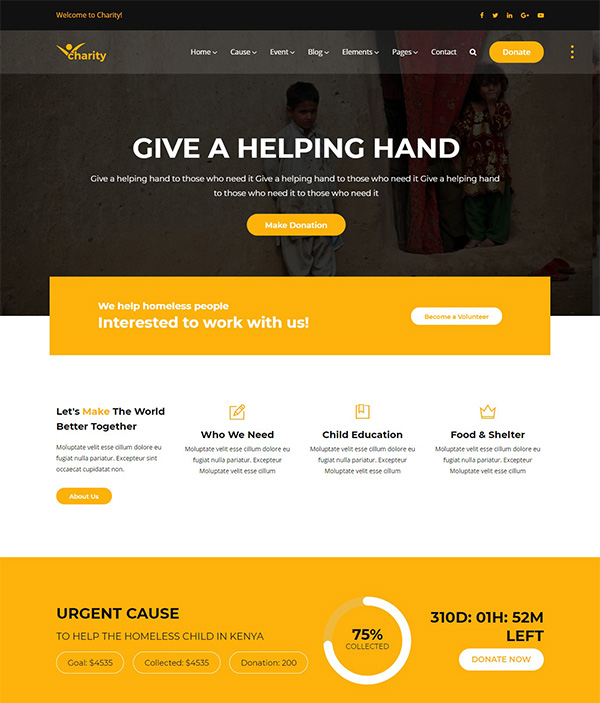 Welcome to Charity!
charity
Home Cause Event Blog Elements Pages Contact Donate
GIVE A HELPING HAND
Give a helping hand to those who need it Give a helping hand to those who need it Give a helping hand
to those who need it to those who need it
Make Donation
We help homeless people
Interested to work with us!
Become a Volunteer
Let's Make The World
Better Together
Moluptate velit esse cillum dolore eu
fugiat nulla pariatur. Excepteur sint
occaecat cupidatat non.
About Us
Who We Need
Moluptate velit esse cillum dolore eu
fugiat nulla pariatur. Excepteur
Moluptate velit esse cillum
Child Education
Moluptate velit esse cillum dolore eu
fugiat nulla pariatur. Excepteur
Moluptate velit esse cillum
Food & Shelter
Moluptate velit esse cillum dolore eu
fugiat nulla pariatur. Excepteur
Moluptate velit esse cillum
URGENT CAUSE
TO HELP THE HOMELESS CHILD IN KENYA
Goal: $4535 Collected: $4535 Donation: 200
75%
COLLECTED
310D: 01H: 52M
LEFT
DONATE NOW